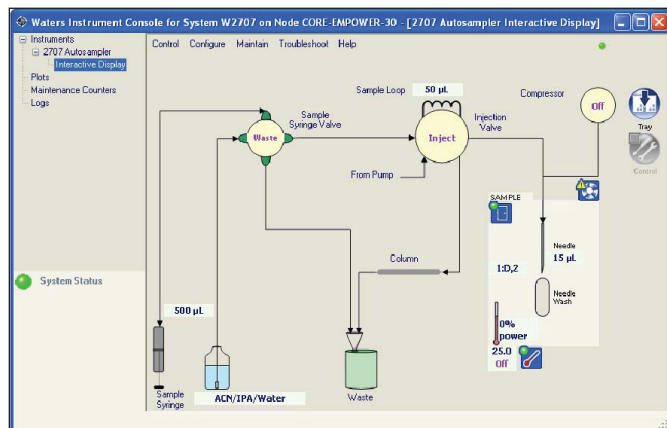 Waters Instrument Console for System W2707 on Node CORE-EMPOWER-3D - [2707 Autosampler Interactive Display]
Instruments
2707 Autosampler
Interactive Display
Plots
Maintenance Counters
Logs
Control Configure Maintain Troubleshoot Help
Sample Loop
50 µL
Compressor
Off
Tray
Control
Sample
Syringe Valve
Waste
Injection
Valve
Inject
From Pump
SAMPLE
Needle
15 µL
1:D,2
Needle
Wash
Column
System Status
500 µL
0%
power
25.0
Off
Sample
Syringe
ACN/IPA/Water
Waste